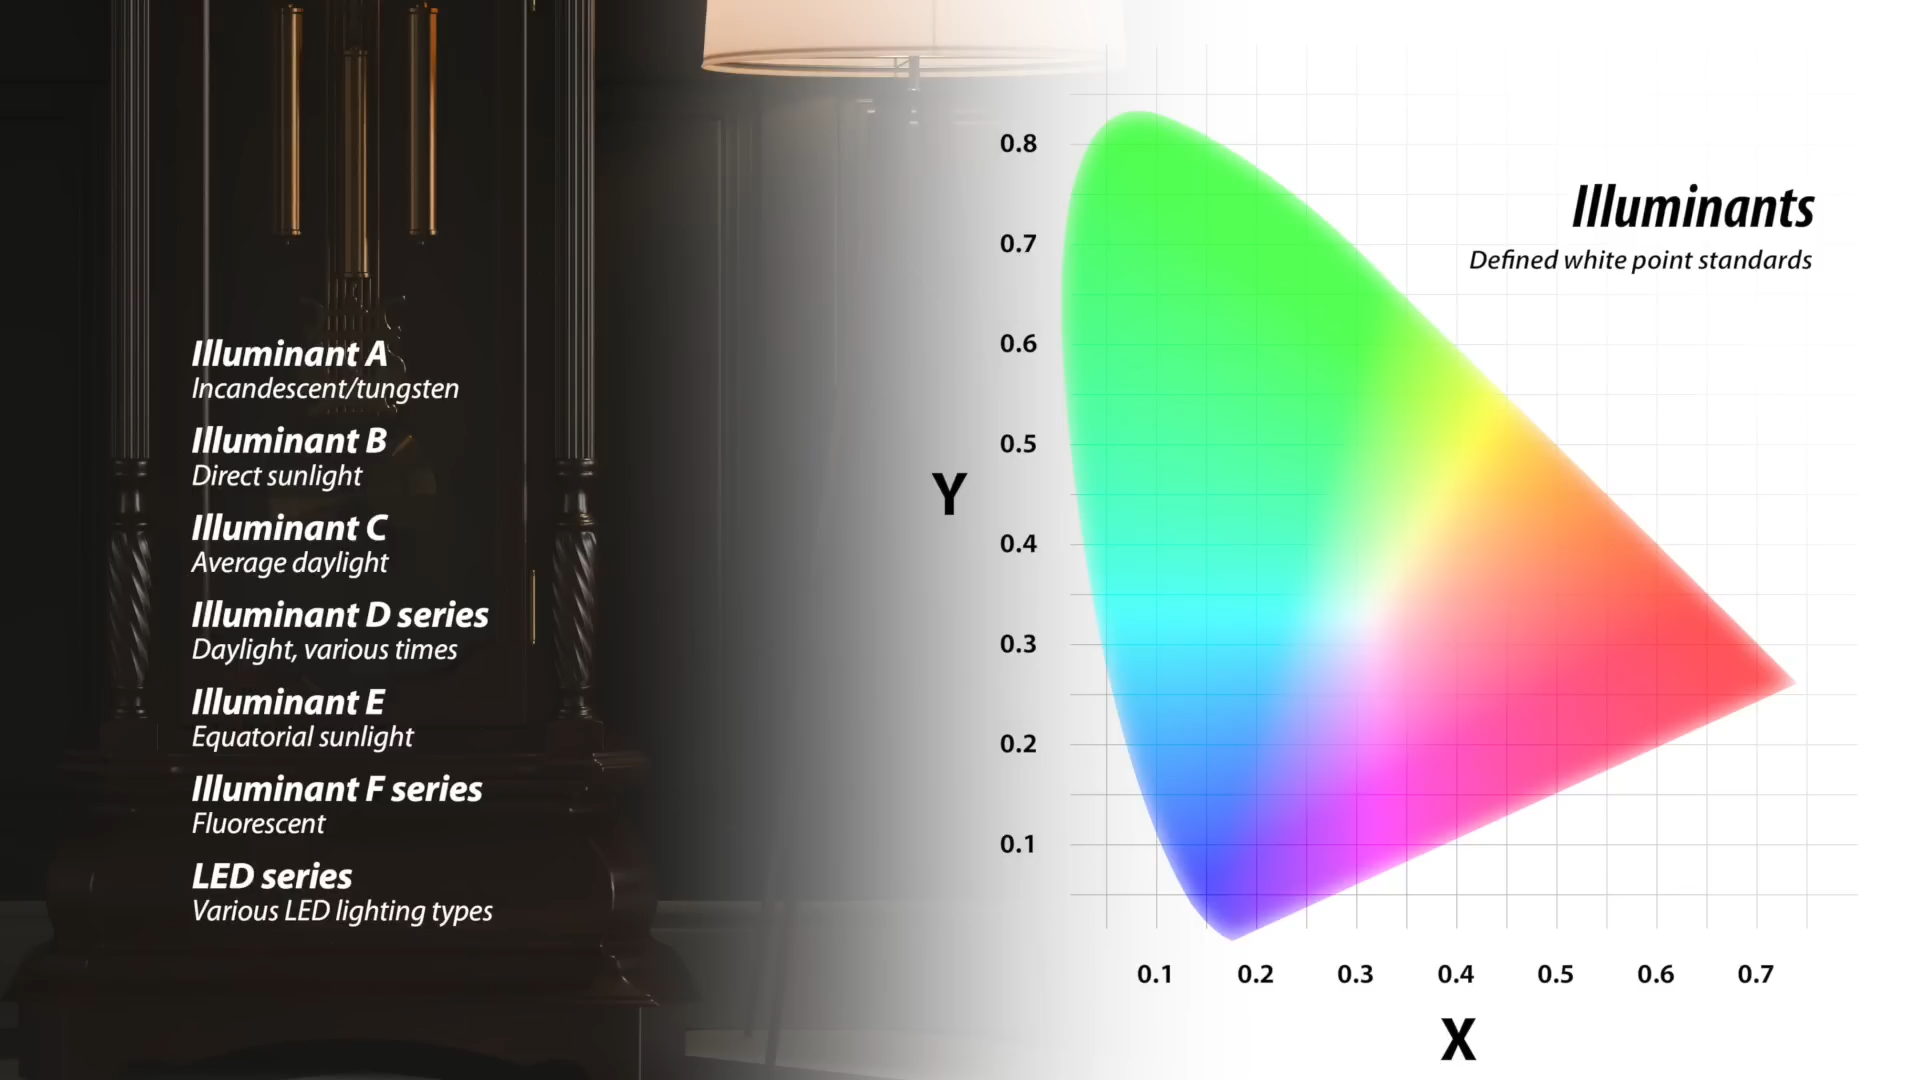 Illuminant A
Incandescent/tungsten
Illuminant B
Direct sunlight
Illuminant C
Average daylight
Illuminant D series
Daylight, various times
Illuminant E
Equatorial sunlight
Illuminant F series
Fluorescent
LED series
Various LED lighting types
Illuminants
Defined white point standards
Y
0.8
0.7
0.6
0.5
0.4
0.3
0.2
0.1
0.1 0.2 0.3 0.4 0.5 0.6 0.7
X